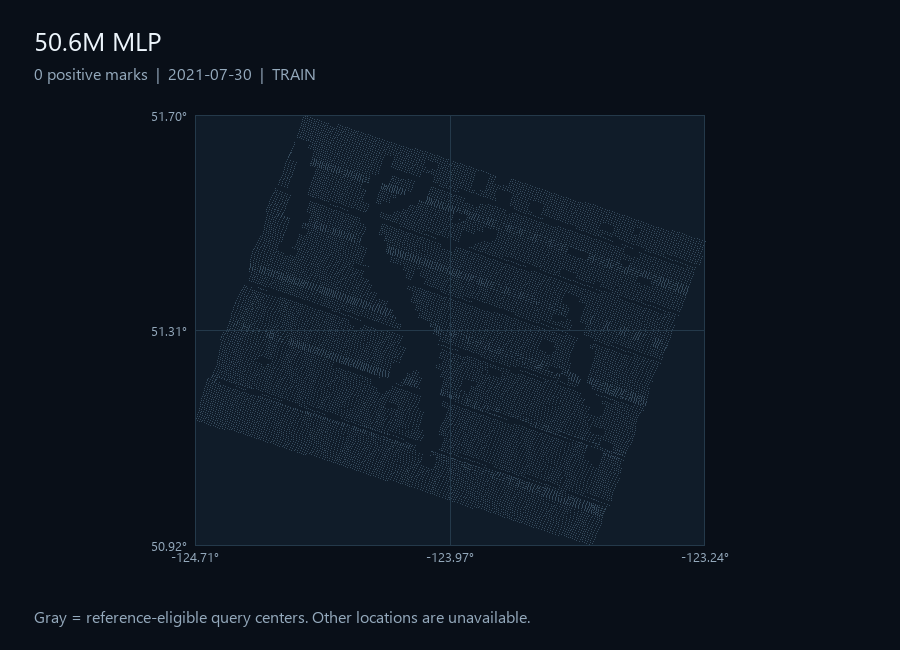 50.6M MLP
0 positive marks | 2021-07-30 | TRAIN
51.70°
51.31°
50.92°
-124.71°
-123.97°
-123.24°
Gray = reference-eligible query centers. Other locations are unavailable.